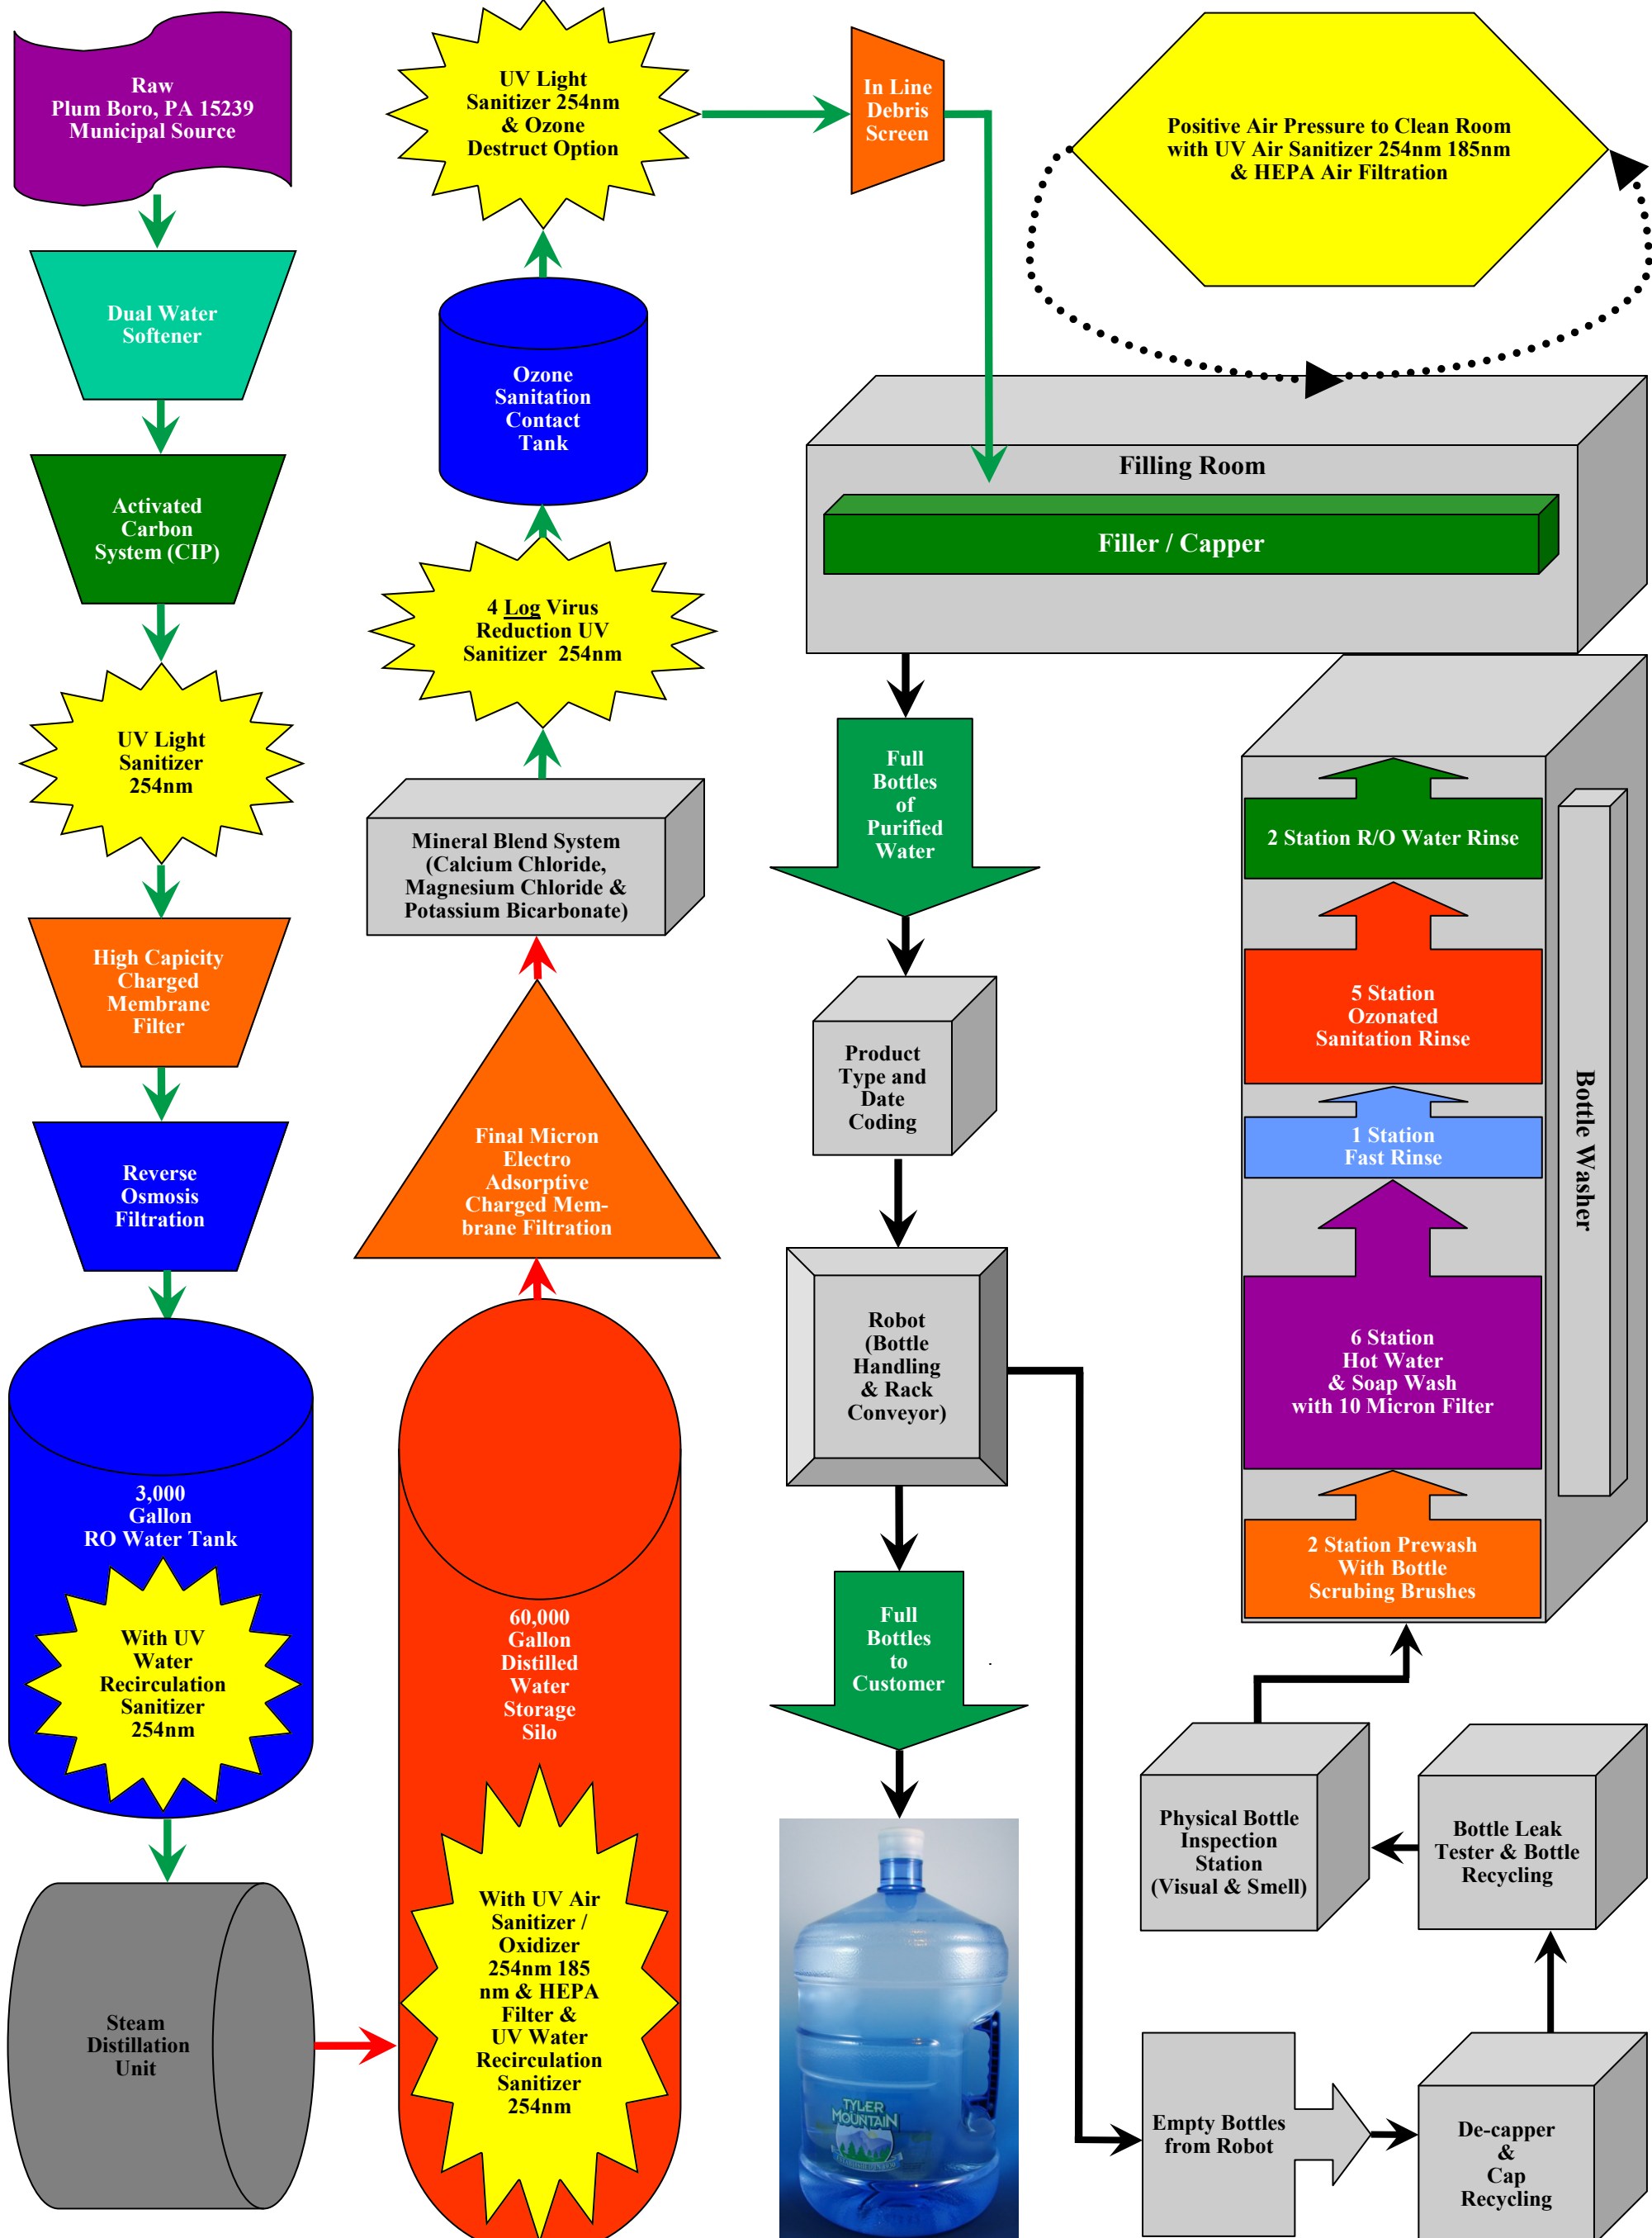 Raw
Plum Boro, PA 15239
Municipal Source
Dual Water
Softener
Activated
Carbon
System (CIP)
UV Light
Sanitizer
254nm
High Capicity
Charged
Membrane
Filter
Reverse
Osmosis
Filtration
3,000
Gallon
RO Water Tank
With UV
Water
Recirculation
Sanitizer
254nm
Steam
Distillation
Unit
60,000
Gallon
Distilled
Water
Storage
Silo
With UV Air
Sanitizer /
Oxidizer
254nm 185
nm & HEPA
Filter &
UV Water
Recirculation
Sanitizer
254nm
Final Micron
Electro
Adsorptive
Charged Mem-
brane Filtration
Mineral Blend System
(Calcium Chloride,
Magnesium Chloride &
Potassium Bicarbonate)
4 Log Virus
Reduction UV
Sanitizer 254nm
Ozone
Sanitation
Contact
Tank
UV Light
Sanitizer 254nm
& Ozone
Destruct Option
In Line
Debris
Screen
Positive Air Pressure to Clean Room
with UV Air Sanitizer 254nm 185nm
& HEPA Air Filtration
Filling Room
Filler / Capper
Full
Bottles
of
Purified
Water
Product
Type and
Date
Coding
Robot
(Bottle
Handling
& Rack
Conveyor)
Full
Bottles
to
Customer
TYLER
MOUNTAIN
Empty Bottles
from Robot
De-capper
&
Cap
Recycling
Bottle Leak
Tester & Bottle
Recycling
Physical Bottle
Inspection
Station
(Visual & Smell)
2 Station Prewash
With Bottle
Scrubing Brushes
6 Station
Hot Water
& Soap Wash
with 10 Micron Filter
1 Station
Fast Rinse
5 Station
Ozonated
Sanitation Rinse
2 Station R/O Water Rinse
Bottle Washer